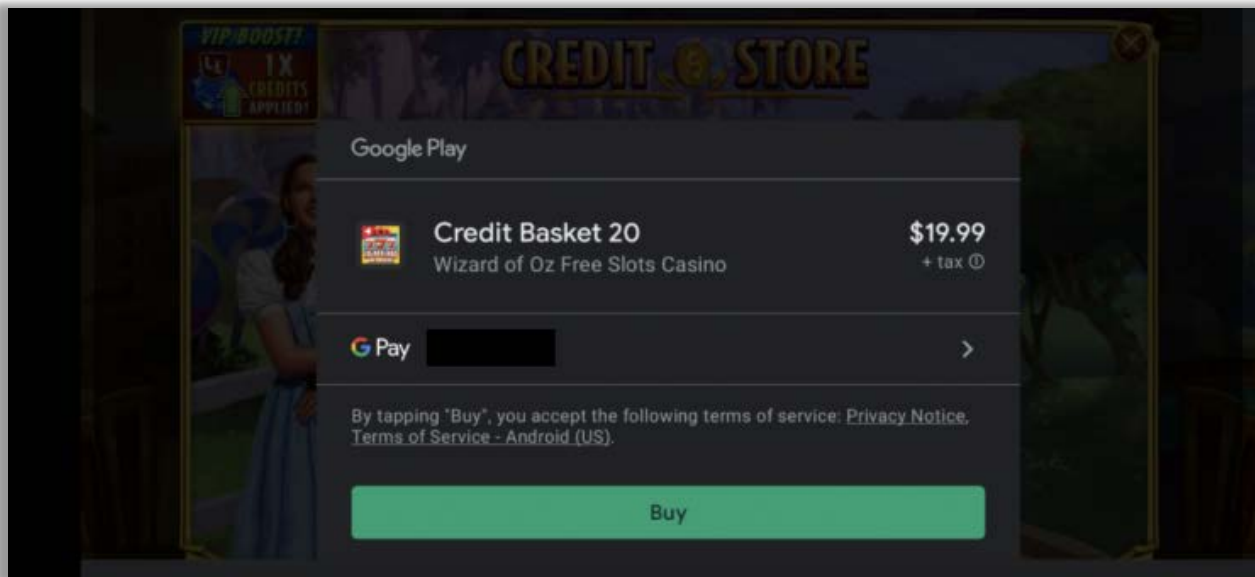 VIP BOOST!
1X
CREDITS
APPLIED!
CREDIT STORE
Google Play
Credit Basket 20
$19.99
Wizard of Oz Free Slots Casino
+ tax
G Pay
By tapping "Buy", you accept the following terms of service: Privacy Notice,
Terms of Service - Android (US).
Buy